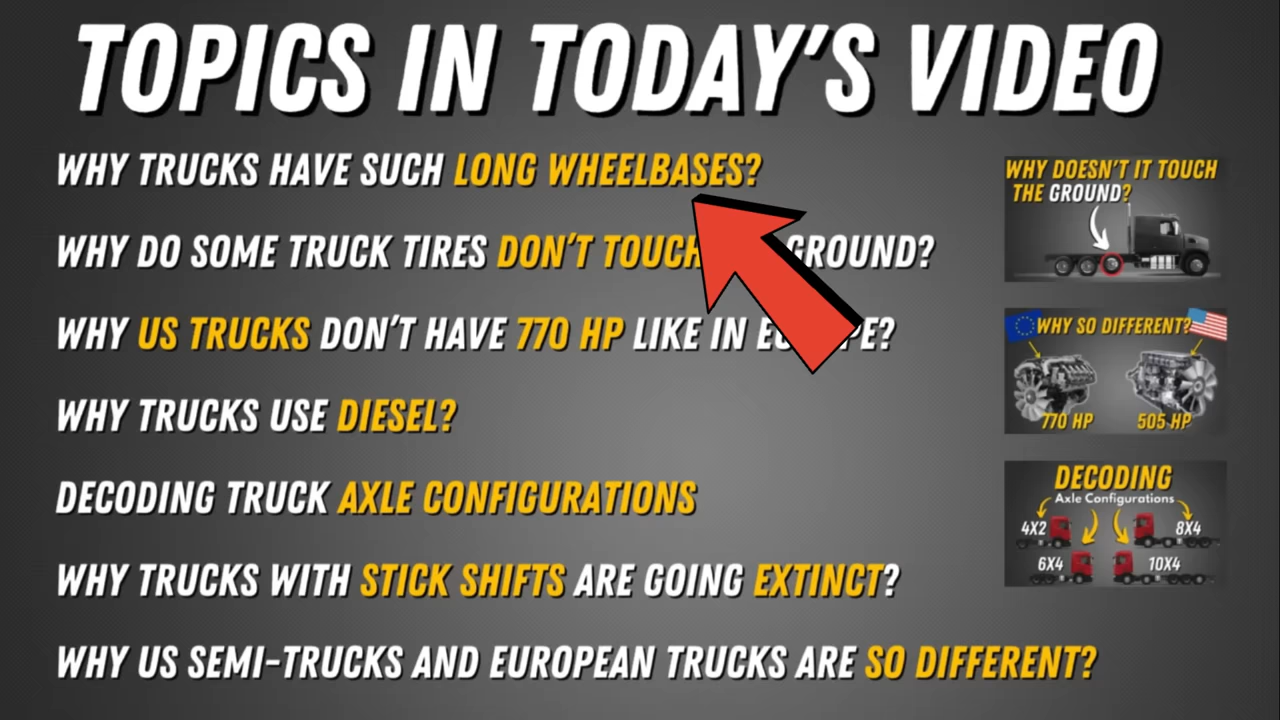 TOPICS IN TODAY'S VIDEO
WHY TRUCKS HAVE SUCH LONG WHEELBASES?
WHY DO SOME TRUCK TIRES DON'T TOUCH GROUND?
WHY US TRUCKS DON'T HAVE 770 HP LIKE IN
WHY TRUCKS USE DIESEL?
DECODING TRUCK AXLE CONFIGURATIONS
WHY TRUCKS WITH STICK SHIFTS ARE GOING EXTINCT?
WHY US SEMI-TRUCKS AND EUROPEAN TRUCKS ARE SO DIFFERENT?
WHY DOESN'T IT TOUCH
THE GROUND?
WHY SO DIFFERENT?
770 HP
505 HP
DECODING
Axle Configurations
4X2
8X4
6X4
10X4